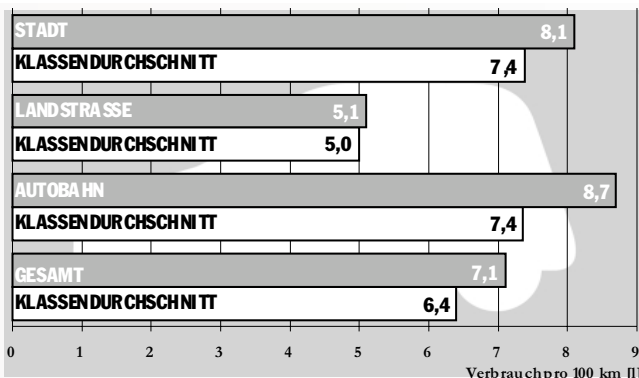 STADT 8,1
KLASSENDURCHSCHNITT 7,4
LANDSTRASSE 5,1
KLASSENDURCHSCHNITT 5,0
AUTOBAHN 8,7
KLASSENDURCHSCHNITT 7,4
GESAMT 7,1
KLASSENDURCHSCHNITT 6,4
0 1 2 3 4 5 6 7 8 9
Verbrauch pro 100 km [l]